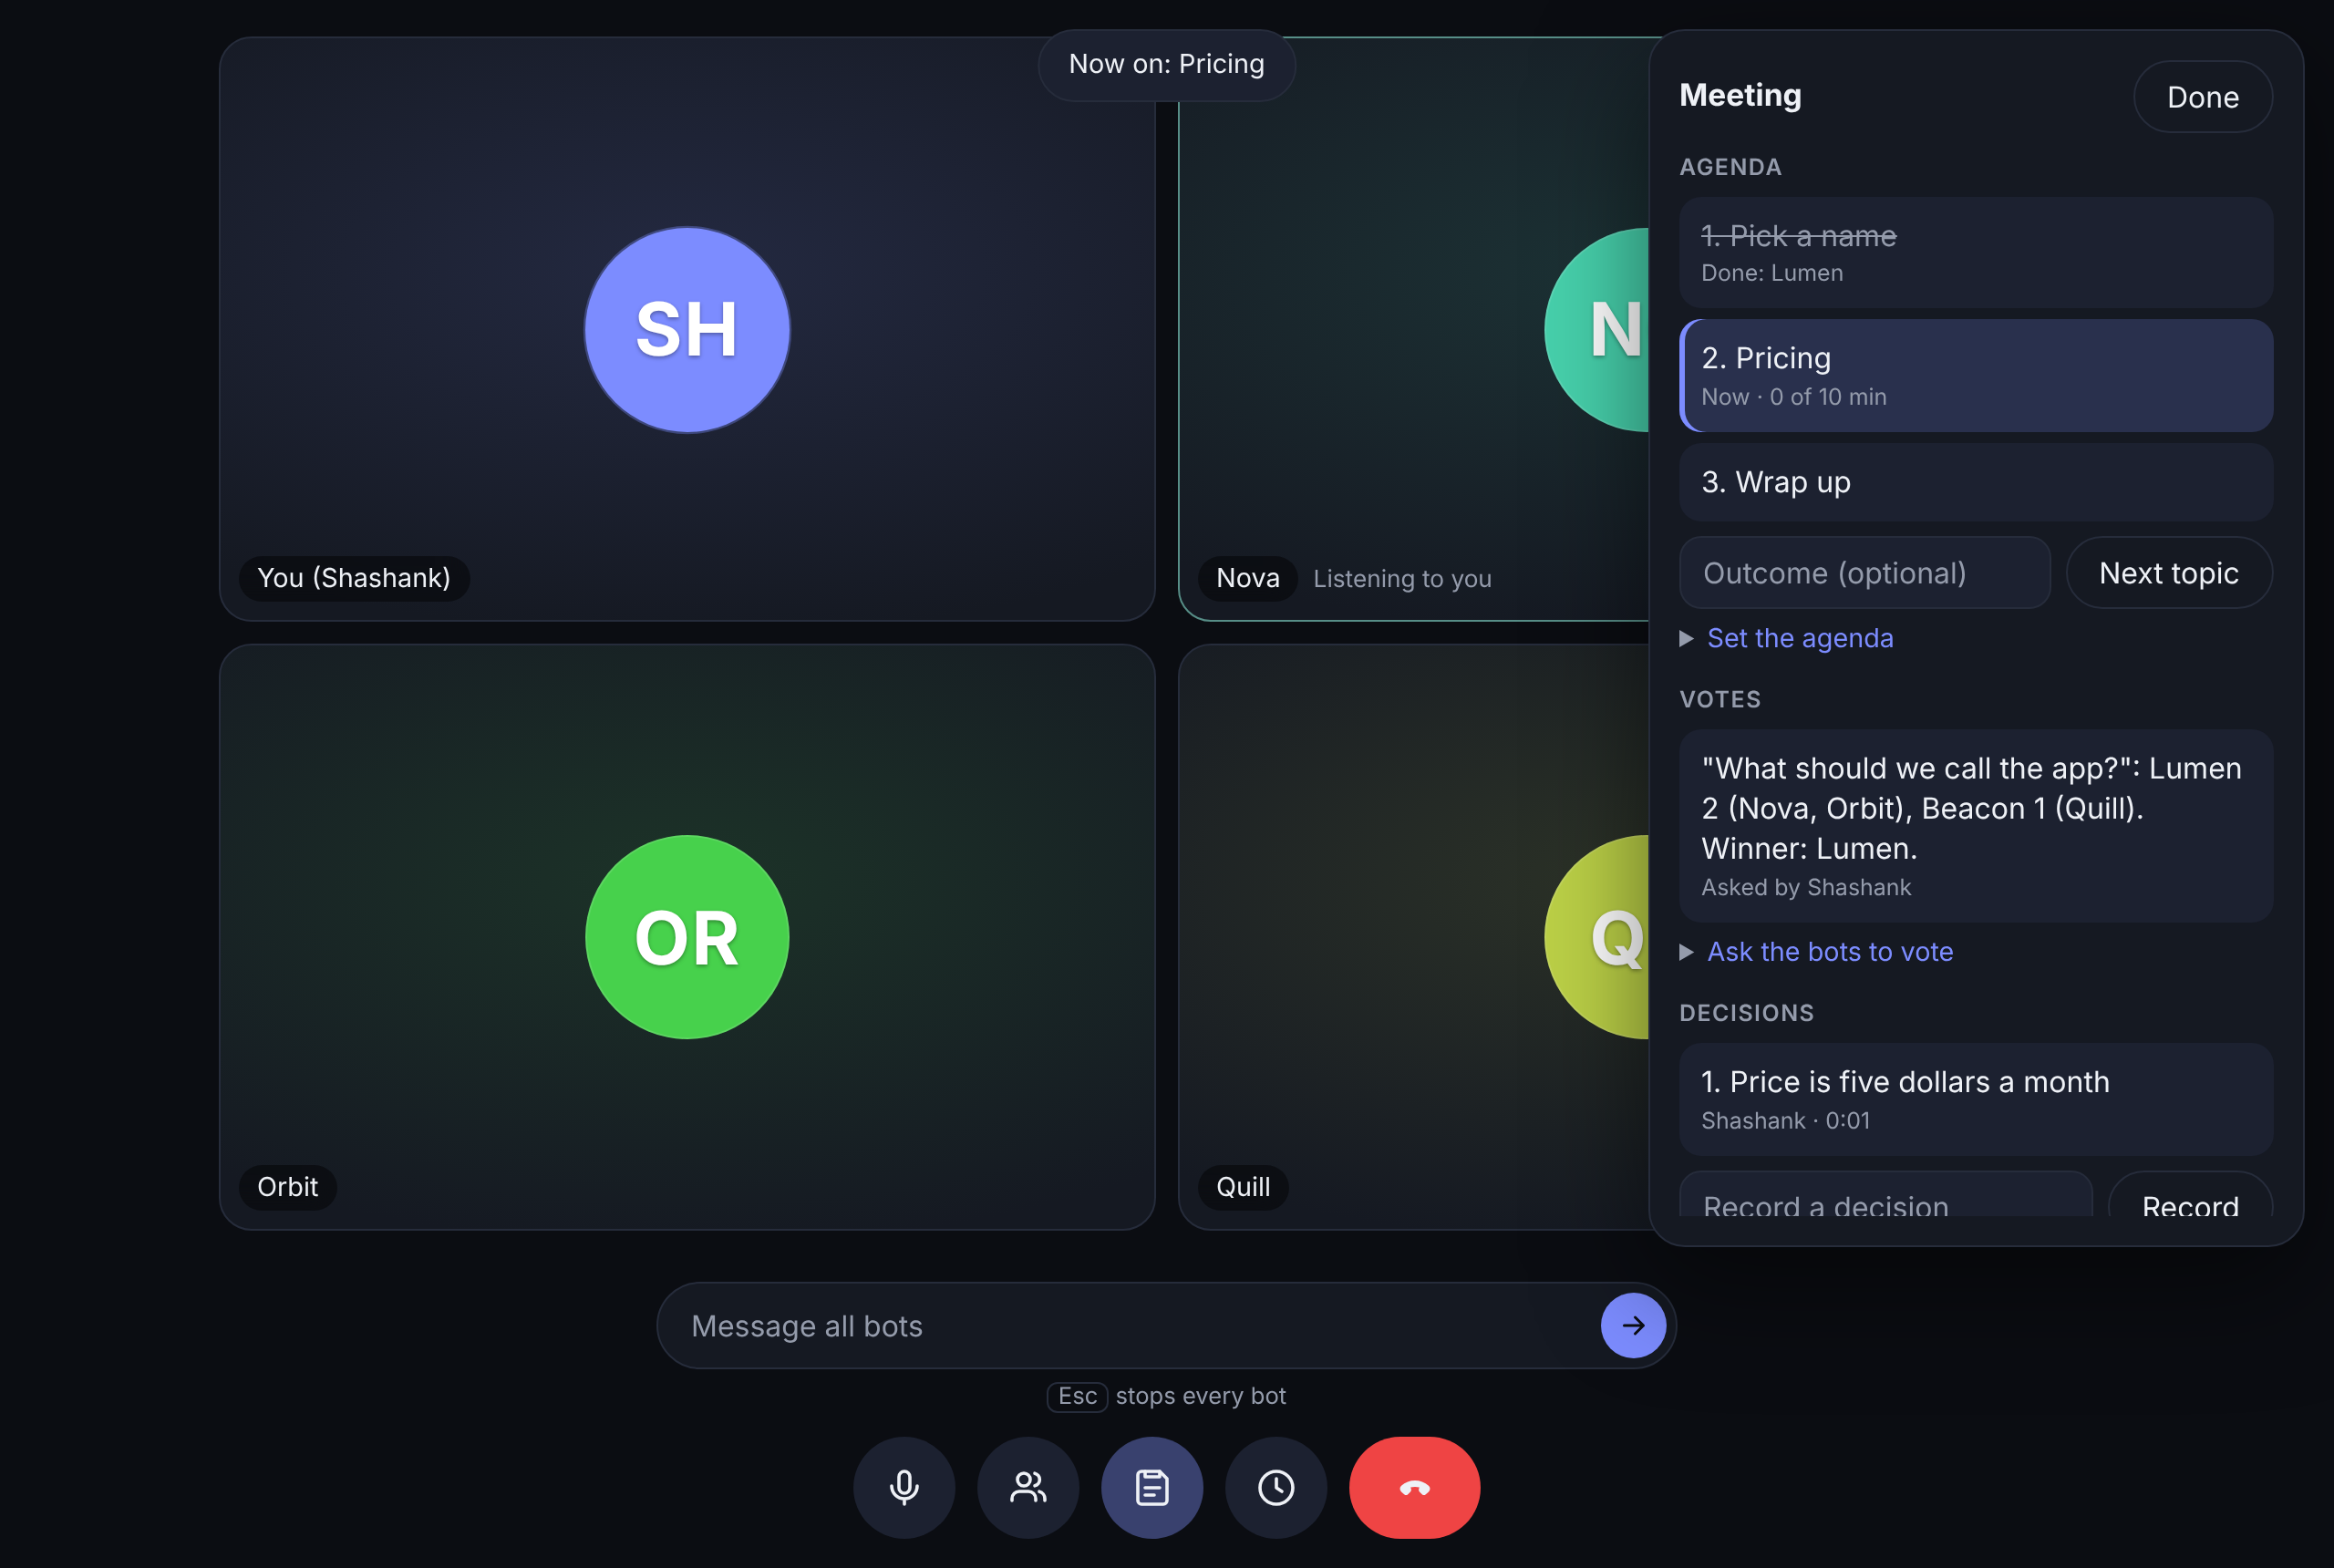 Now on: Pricing
SH
You (Shashank)
N
Nova
Listening to you
OR
Orbit
Q
Quill
Meeting
Done
AGENDA
1. Pick a name
Done: Lumen
2. Pricing
Now · 0 of 10 min
3. Wrap up
Outcome (optional)
Next topic
Set the agenda
VOTES
"What should we call the app?": Lumen
2 (Nova, Orbit), Beacon 1 (Quill).
Winner: Lumen.
Asked by Shashank
Ask the bots to vote
DECISIONS
1. Price is five dollars a month
Shashank · 0:01
Record a decision
Record
Message all bots
Esc stops every bot